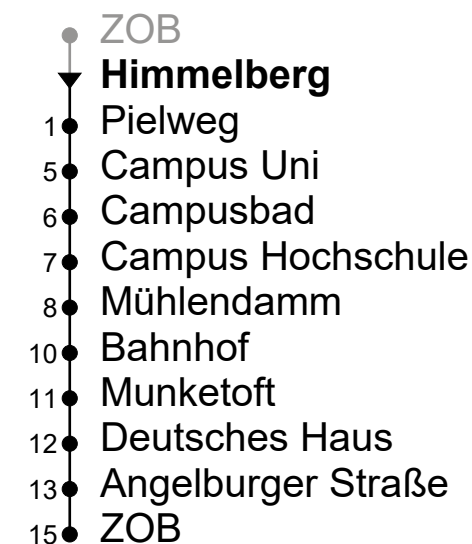 ZOB
Himmelberg
1 Pielweg
5 Campus Uni
6 Campusbad
7 Campus Hochschule
8 Mühlendamm
10 Bahnhof
11 Munketoft
12 Deutsches Haus
13 Angelburger Straße
15 ZOB